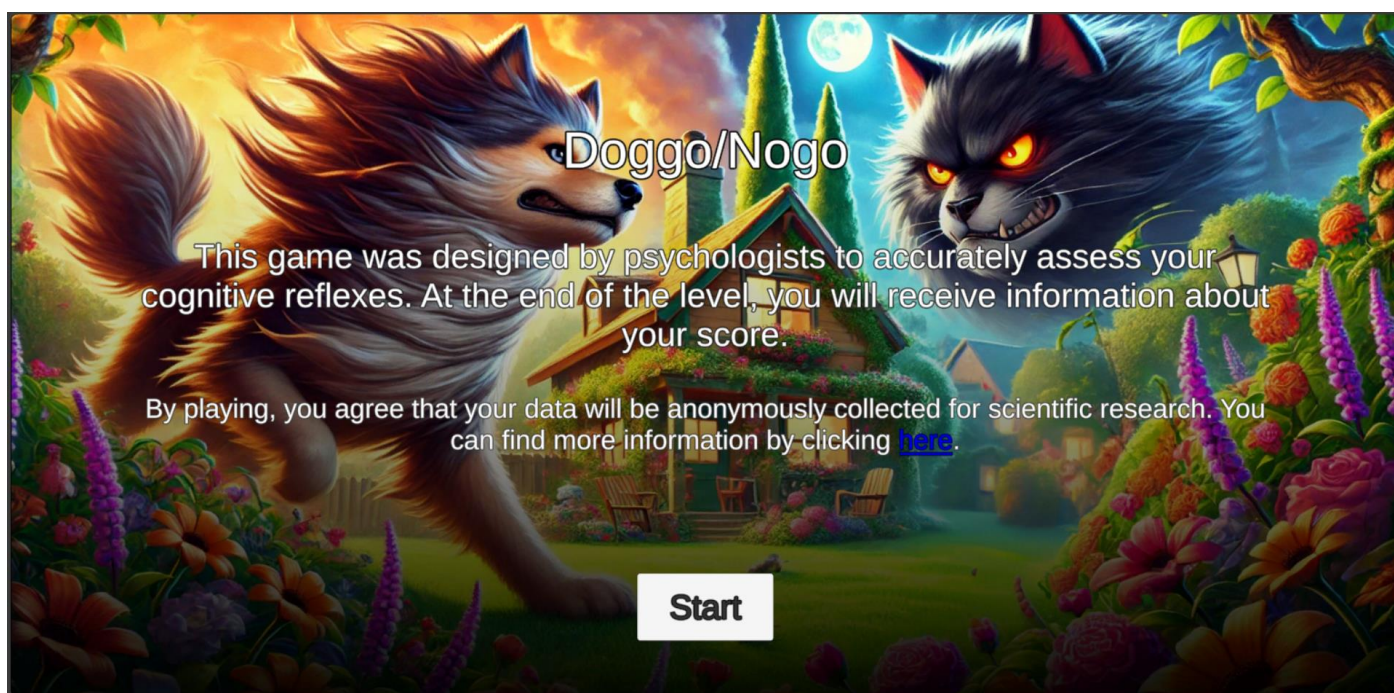 Doggo/Nogo
This game was designed by psychologists to accurately assess your
cognitive reflexes. At the end of the level, you will receive information about
your score.
By playing, you agree that your data will be anonymously collected for scientific research. You
can find more information by clicking here.
Start